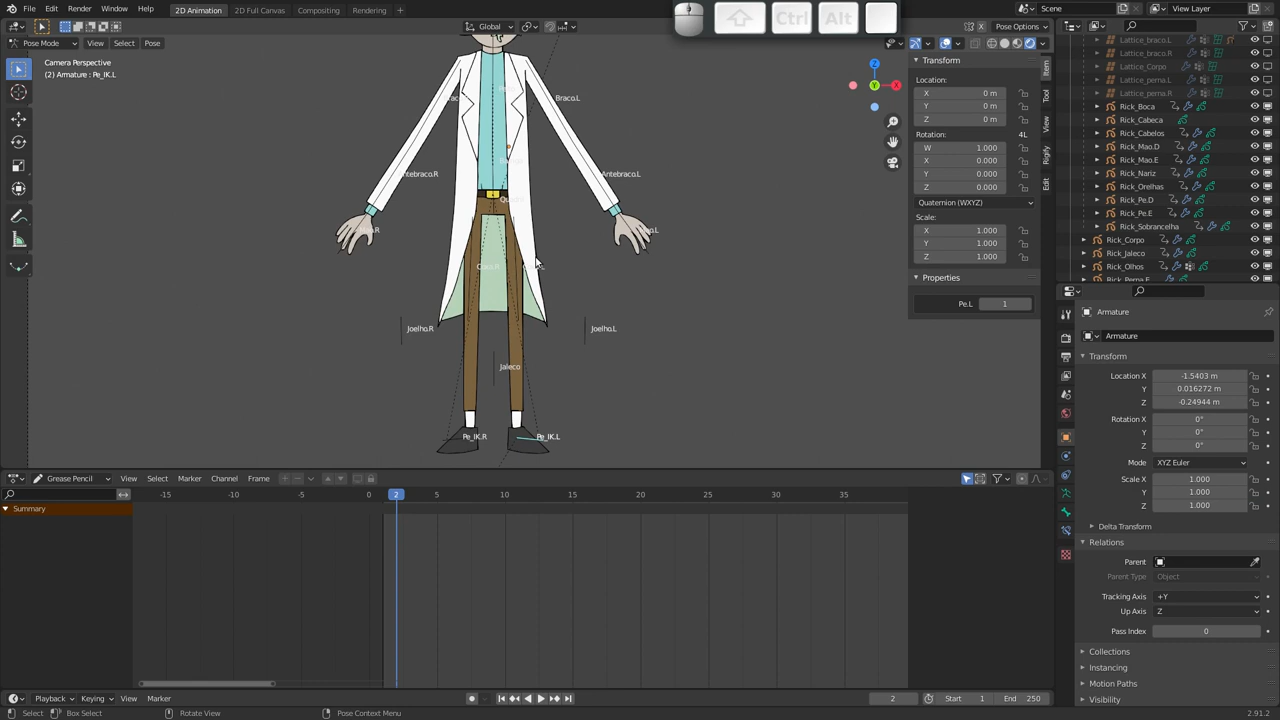 File Edit Render Window Help 2D Animation 2D Full Canvas Compositing Rendering + Ctrl Alt Scene View Layer
Pose Mode View Select Pose Global Pose Options
Camera Perspective
(2) Armature : Pe_IK.L
Braco.L
Antebraco.L
Joelho.R
Joelho.L
Jaleco
Pe_IK.R
Pe_IK.L
Transform
Location:
X 0 m
Y 0 m
Z 0 m
Rotation: 4L
W 1.000
X 0.000
Y 0.000
Z 0.000
Quaternion (WXYZ)
Scale:
X 1.000
Y 1.000
Z 1.000
Properties
Pe.L 1
Item
Tool
View
Rigify
Edit
Z
Y
X
Lattice_braco.L
Lattice_braco.R
Lattice_Corpo
Lattice_perna.L
Lattice_perna.R
Rick_Boca
Rick_Cabeca
Rick_Cabelos
Rick_Mao.D
Rick_Mao.E
Rick_Nariz
Rick_Orelhas
Rick_Pe.D
Rick_Pe.E
Rick_Sobrancelha
Rick_Corpo
Rick_Jaleco
Rick_Olhos
Rick_Perna.E
Armature
Armature
Transform
Location X -1.5403 m
Y 0.016272 m
Z -0.24944 m
Rotation X 0°
Y 0°
Z 0°
Mode XYZ Euler
Scale X 1.000
Y 1.000
Z 1.000
Delta Transform
Relations
Parent
Parent Type Object
Tracking Axis +Y
Up Axis Z
Pass Index 0
Collections
Instancing
Motion Paths
Visibility
Grease Pencil View Select Marker Channel Frame
-15 -10 -5 0 2 5 10 15 20 25 30 35
Summary
Playback Keying View Marker 2 Start 1 End 250
Select Box Select Rotate View Pose Context Menu 2.91.2